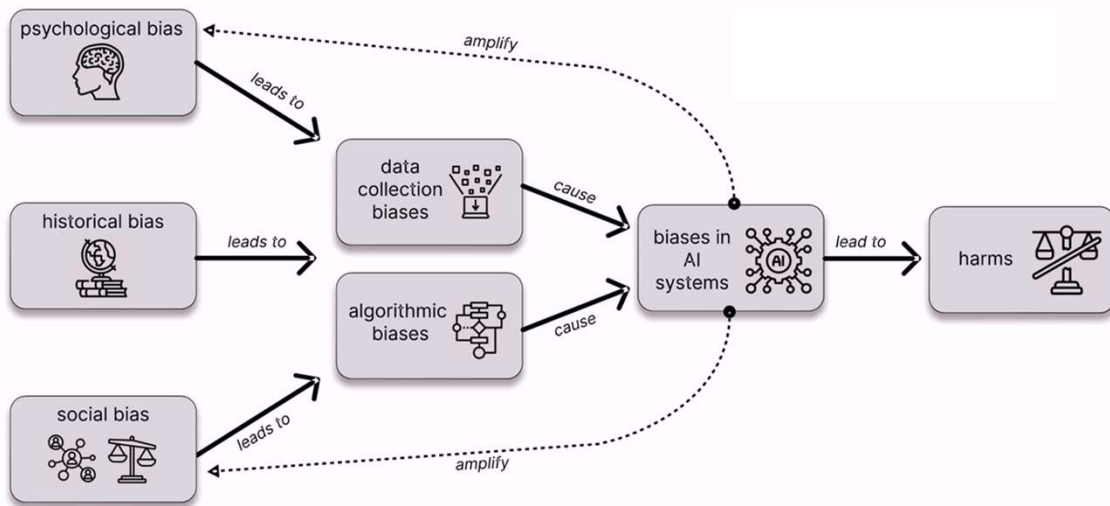 psychological bias
amplify
leads to
data
collection
biases
cause
historical bias
leads to
biases in
AI
systems
AI
lead to
harms
algorithmic
biases
cause
social bias
leads to
amplify